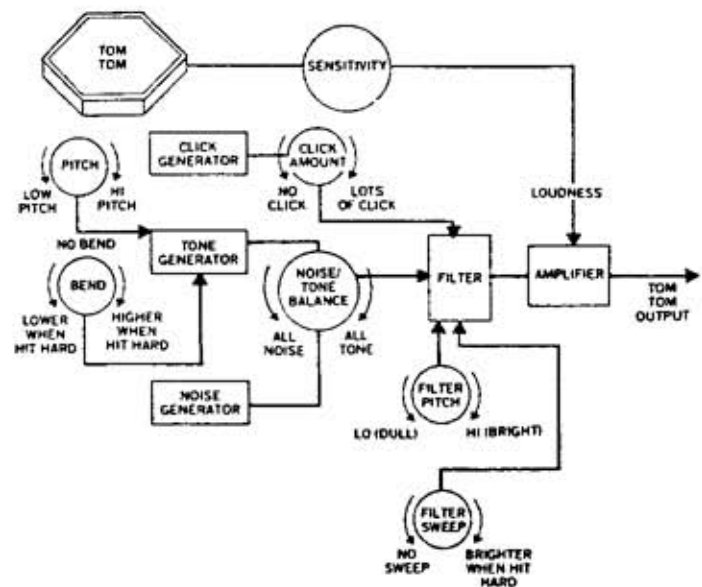 TOM
TOM
SENSITIVITY
CLICK
GENERATOR
CLICK
AMOUNT
PITCH
LOW
PITCH
HI
PITCH
NO
CLICK
LOTS
OF CLICK
LOUDNESS
NO BEND
TONE
GENERATOR
NOISE/
TONE
BALANCE
FILTER
AMPLIFIER
TOM
TOM
OUTPUT
BEND
LOWER
WHEN
HIT HARD
HIGHER
WHEN
HIT HARD
ALL
NOISE
ALL
TONE
NOISE
GENERATOR
FILTER
PITCH
LO (DULL)
HI (BRIGHT)
FILTER
SWEEP
NO
SWEEP
BRIGHTER
WHEN HIT
HARD